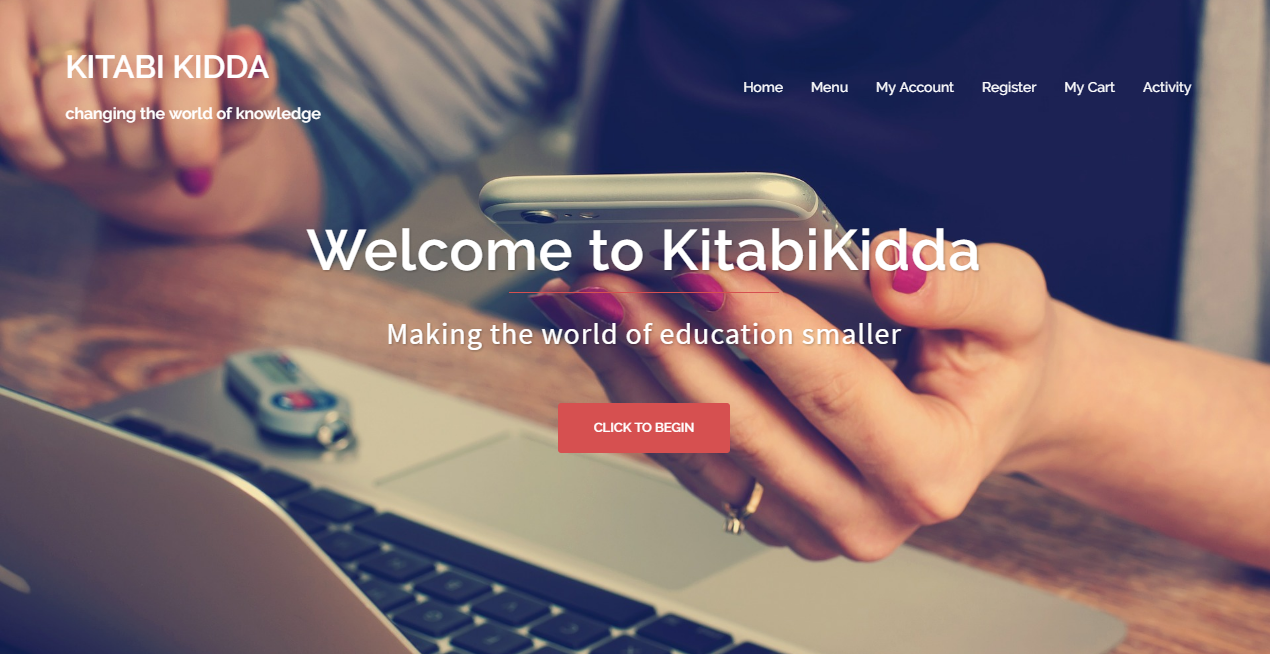 KITABI KIDDA
changing the world of knowledge
Home Menu My Account Register My Cart Activity
Welcome to KitabiKidda
Making the world of education smaller
CLICK TO BEGIN